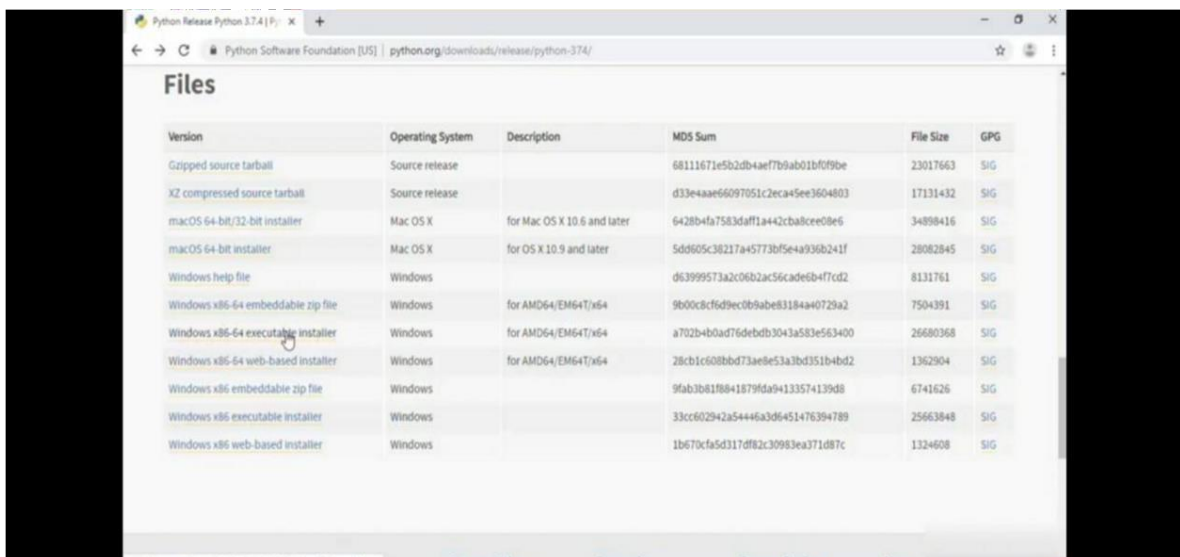 Python Release Python 3.7.4 | Py
Python Software Foundation [US] | python.org/downloads/release/python-374/
Files
Version Operating System Description MD5 Sum File Size GPG
Gzipped source tarball Source release 68111671e5b2db4aef7b9ab01bf0f9be 23017663 SIG
XZ compressed source tarball Source release d33e4aae66097051c2eca45ee3604803 17131432 SIG
macOS 64-bit/32-bit installer Mac OS X for Mac OS X 10.6 and later 6428b4fa7583daff1a442cba8cee08e6 34898416 SIG
macOS 64-bit installer Mac OS X for OS X 10.9 and later 5dd605c38217a45773bf5e4a936b241f 28082845 SIG
Windows help file Windows d63999573a2c06b2ac56cade6b4f7cd2 8131761 SIG
Windows x86-64 embeddable zip file Windows for AMD64/EM64T/x64 9b00c8cf6d9ec0b9abe83184a40729a2 7504391 SIG
Windows x86-64 executable installer Windows for AMD64/EM64T/x64 a702b4b0ad76debdb3043a583e563400 26680368 SIG
Windows x86-64 web-based installer Windows for AMD64/EM64T/x64 28cb1c608bbd73ae8e53a3bd351b4bd2 1362904 SIG
Windows x86 embeddable zip file Windows 9fab3b81f8841879fda94133574139d8 6741626 SIG
Windows x86 executable installer Windows 33cc602942a54446a3d6451476394789 25663848 SIG
Windows x86 web-based installer Windows 1b670cfa5d317df82c30983ea371d87c 1324608 SIG